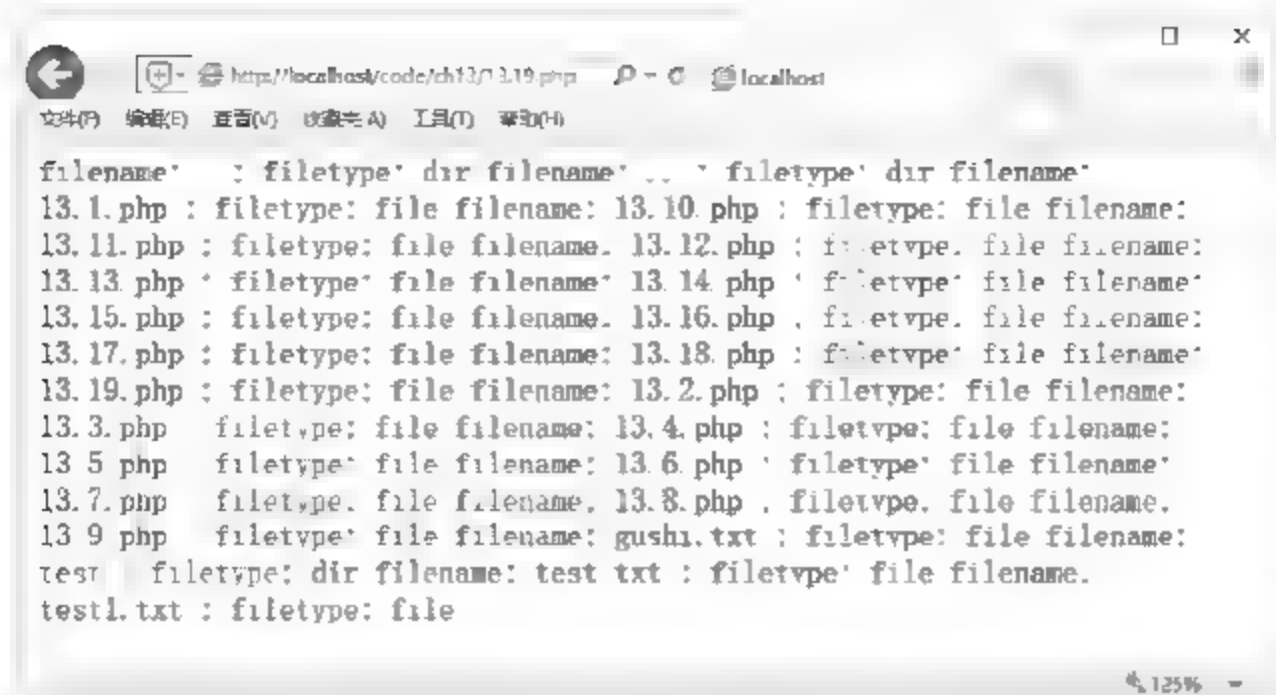 http://localhost/code/ch13/13.19.php localhost
文件(F) 编辑(E) 查看(V) 收藏夹(A) 工具(T) 帮助(H)
filename: . : filetype: dir filename: .. : filetype: dir filename:
13.1.php : filetype: file filename: 13.10.php : filetype: file filename:
13.11.php : filetype: file filename: 13.12.php : filetype: file filename:
13.13.php : filetype: file filename: 13.14.php : filetype: file filename:
13.15.php : filetype: file filename: 13.16.php : filetype: file filename:
13.17.php : filetype: file filename: 13.18.php : filetype: file filename:
13.19.php : filetype: file filename: 13.2.php : filetype: file filename:
13.3.php : filetype: file filename: 13.4.php : filetype: file filename:
13.5.php : filetype: file filename: 13.6.php : filetype: file filename:
13.7.php : filetype: file filename: 13.8.php : filetype: file filename:
13.9.php : filetype: file filename: gushi.txt : filetype: file filename:
test : filetype: dir filename: test.txt : filetype: file filename:
test1.txt : filetype: file
125%